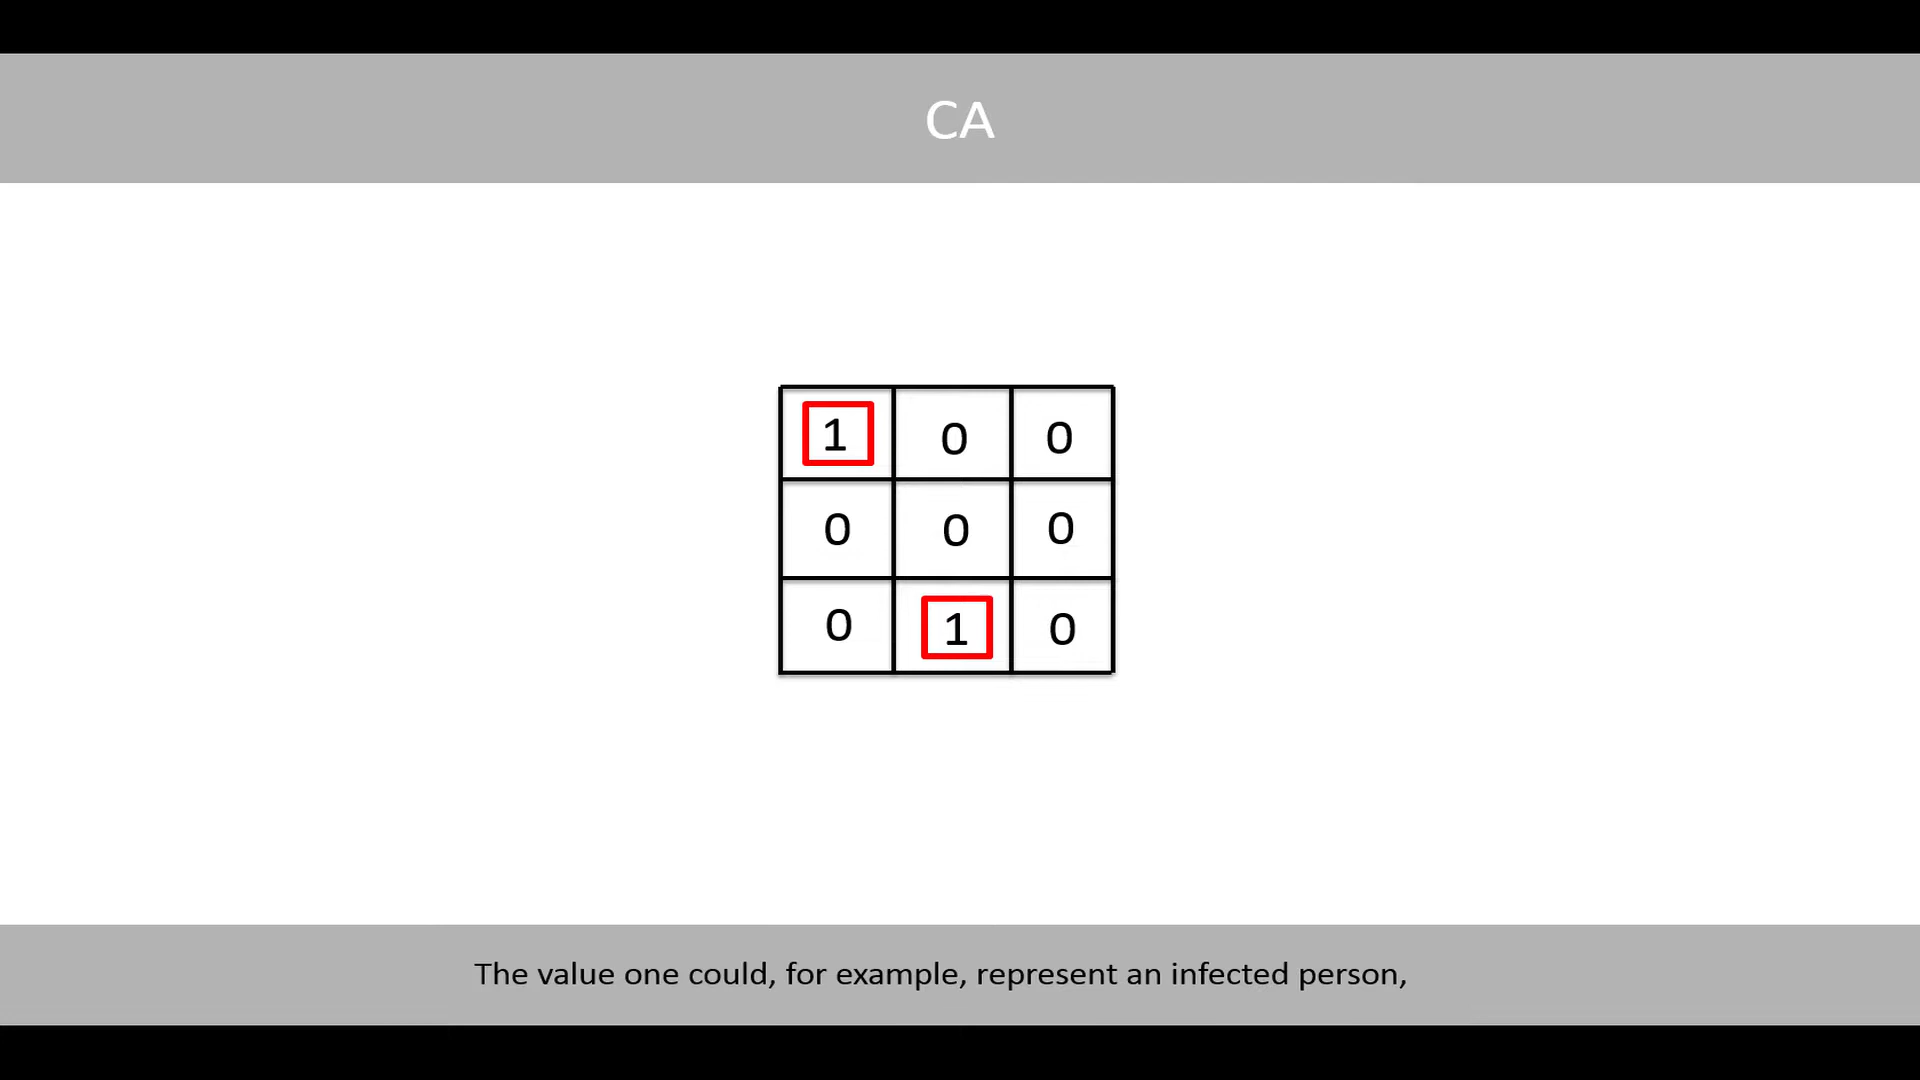 CA
1 0 0
0 0 0
0 1 0
The value one could, for example, represent an infected person,